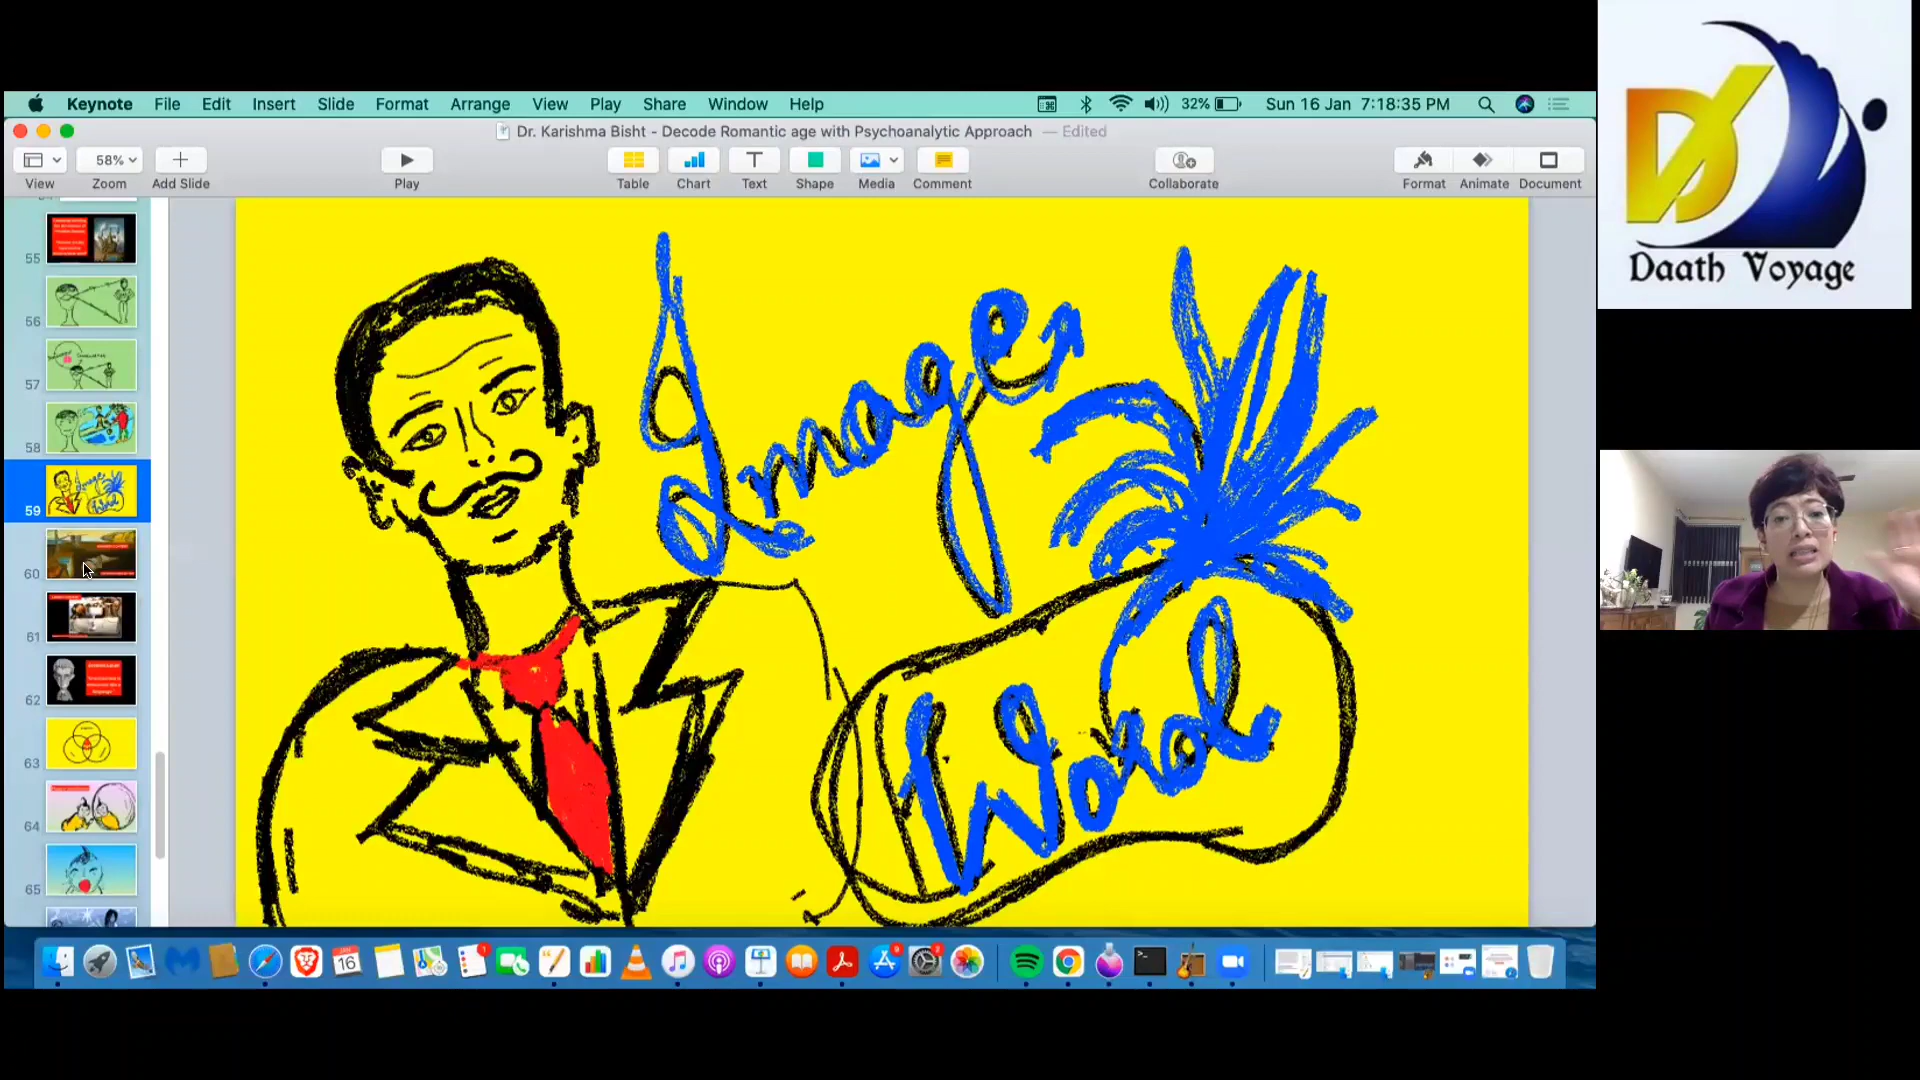 Keynote File Edit Insert Slide Format Arrange View Play Share Window Help 32% Sun 16 Jan 7:18:35 PM
Dr. Karishma Bisht - Decode Romantic age with Psychoanalytic Approach — Edited
58%
View Zoom Add Slide Play Table Chart Text Shape Media Comment Collaborate Format Animate Document
Image
Word
55
56
57
58
59
60
61
62
63
64
65
JAN
16
Daath Voyage